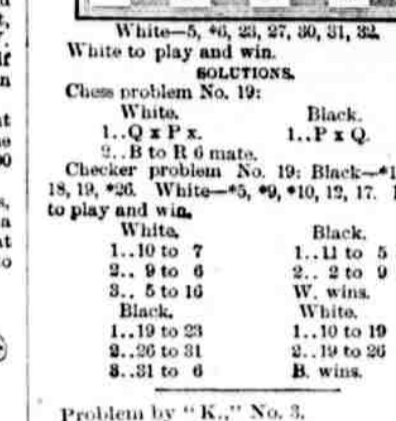 White—5, *6, 23, 27, 30, 31, 32.
White to play and win.
SOLUTIONS.
Chess problem No. 19:
White. Black.
1..Q x P x. 1..P x Q.
2..B to R 6 mate.
Checker problem No. 19: Black—*1
18, 19, *26. White—*5, *9, *10, 12, 17.
to play and win.
White. Black.
1..10 to 7 1..11 to 5
2.. 9 to 6 2.. 2 to 9
3.. 5 to 16 W. wins.
Black. White.
1..19 to 23 1..10 to 19
2..26 to 31 2..19 to 26
3..31 to 6 B. wins.
Problem by "K.," No. 3.